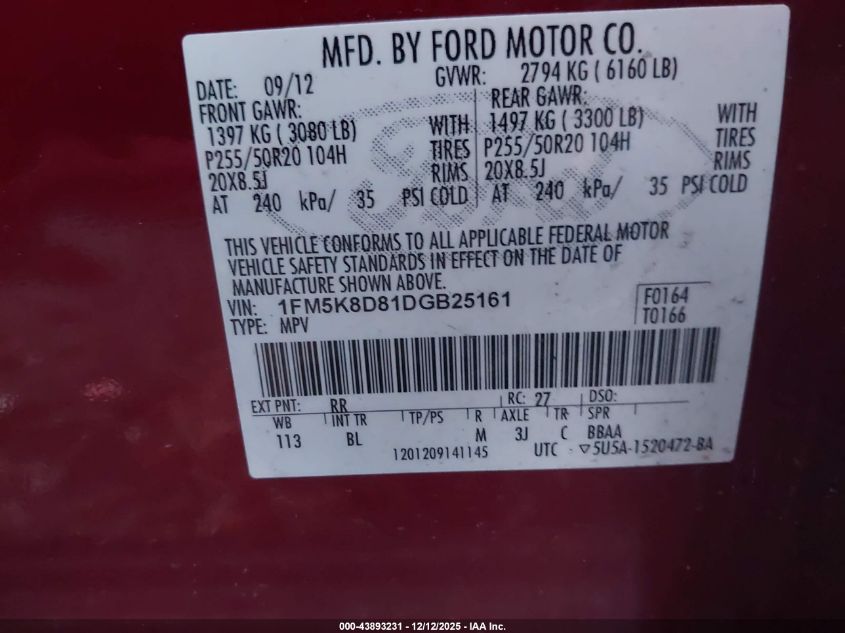 MFD. BY FORD MOTOR CO.
DATE: 09/12 GVWR: 2794 KG ( 6160 LB)
FRONT GAWR: REAR GAWR:
1397 KG ( 3080 LB) WITH 1497 KG ( 3300 LB) WITH
P255/50R20 104H TIRES P255/50R20 104H TIRES
20X8.5J RIMS 20X8.5J RIMS
AT 240 kPa/ 35 PSI COLD AT 240 kPa/ 35 PSI COLD
THIS VEHICLE CONFORMS TO ALL APPLICABLE FEDERAL MOTOR
VEHICLE SAFETY STANDARDS IN EFFECT ON THE DATE OF
MANUFACTURE SHOWN ABOVE.
VIN: 1FM5K8D81DGB25161 F0164
TYPE: MPV T0166
EXT PNT: RR RC: 27 DSO:
WB INT TR TP/PS R AXLE TR SPR
113 BL M 3J C BBAA
1201209141145 UTC ▽5U5A-1520472-BA
Ford
000-43893231 - 12/12/2025 - IAA Inc.